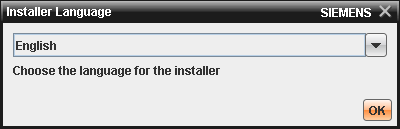 Installer Language SIEMENS
English
Choose the language for the installer
OK